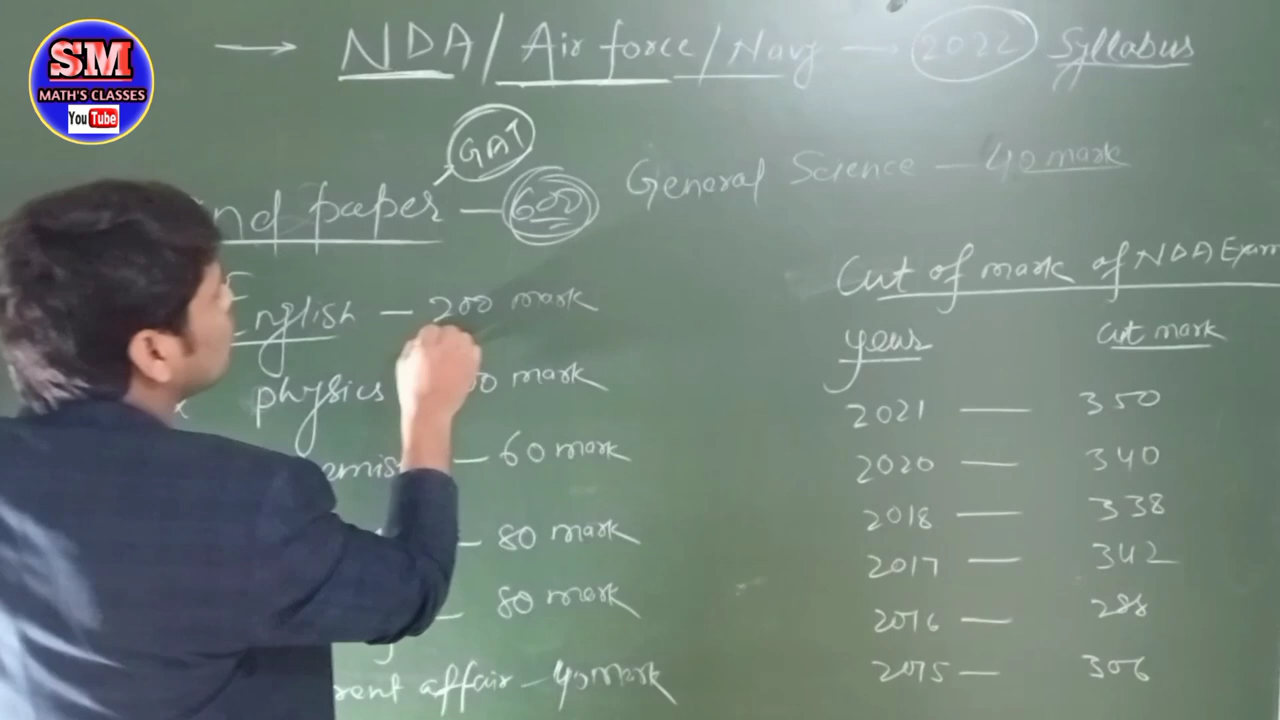 SM
MATH'S CLASSES
YouTube
→ NDA / Air force / Navy — 2022 Syllabus
GAT
nd paper — 600
General Science — 40 mark
English — 200 mark
physics 00 mark
emis — 60 mark
— 80 mark
— 80 mark
rent affair — 40 mark
Cut of mark of NDA Exam
years cut mark
2021 — 350
2020 — 340
2018 — 338
2017 — 342
2016 — 288
2015 — 306